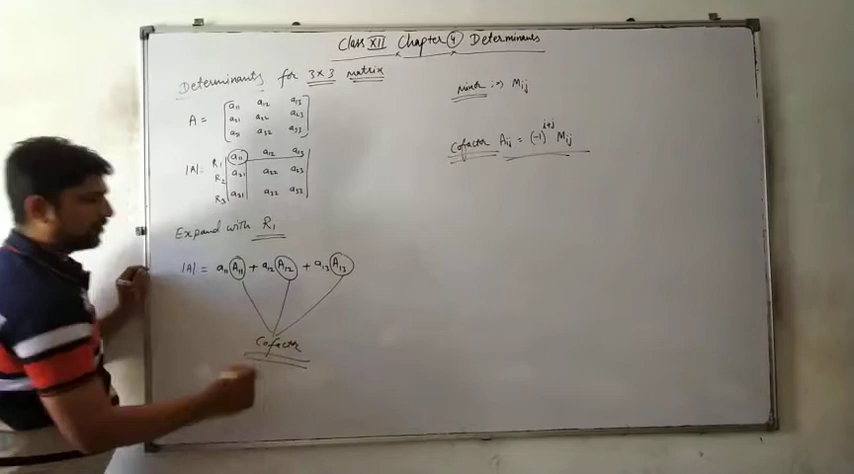 Class XII Chapter 4 Determinants
Determinants for 3×3 matrix
A = [a11 a12 a13
a21 a22 a23
a31 a32 a33]
|A| = R1 |a11 a12 a13|
R2 |a21 a22 a23|
R3 |a31 a32 a33|
Expand with R1
|A| = a11 A11 + a12 A12 + a13 A13
Cofactor
minor :→ Mij
Cofactor Aij = (-1)^i+j Mij